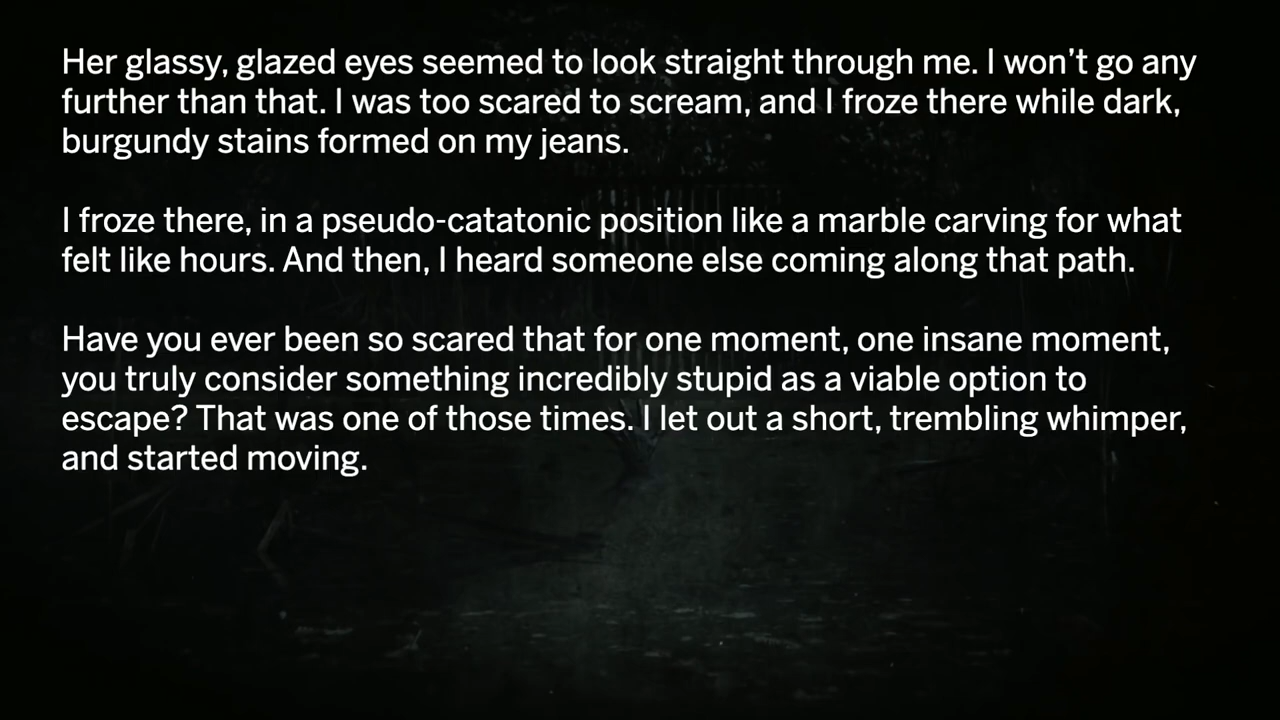 Her glassy, glazed eyes seemed to look straight through me. I won’t go any
further than that. I was too scared to scream, and I froze there while dark,
burgundy stains formed on my jeans.
I froze there, in a pseudo-catatonic position like a marble carving for what
felt like hours. And then, I heard someone else coming along that path.
Have you ever been so scared that for one moment, one insane moment,
you truly consider something incredibly stupid as a viable option to
escape? That was one of those times. I let out a short, trembling whimper,
and started moving.